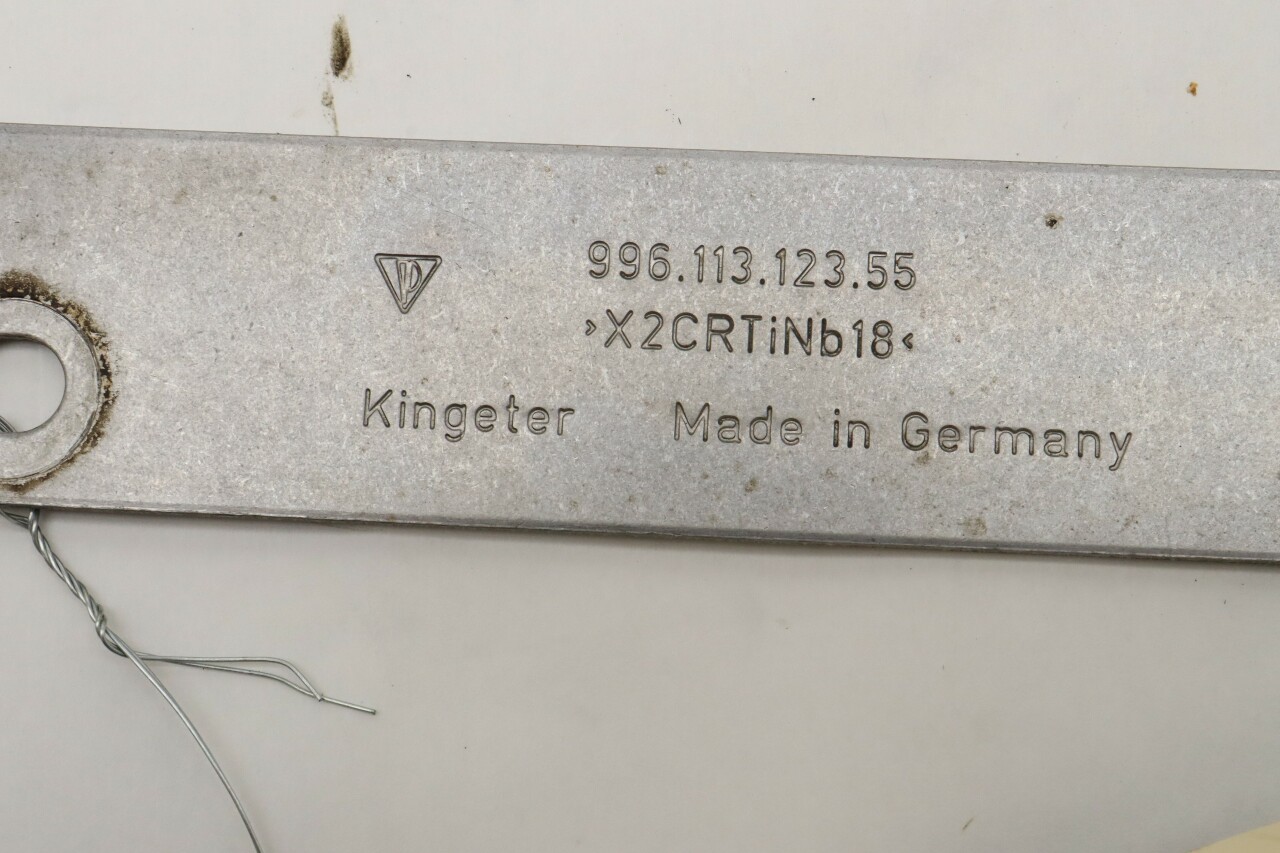 996.113.123.55
›X2CRTiNb18‹
Kingeter Made in Germany